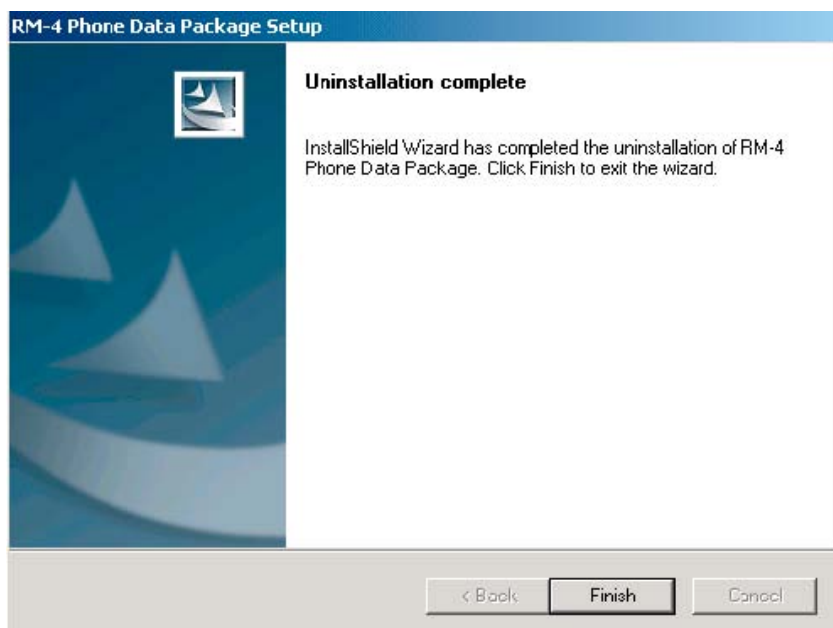 RM-4 Phone Data Package Setup
Uninstallation complete
InstallShield Wizard has completed the uninstallation of RM-4
Phone Data Package. Click Finish to exit the wizard.
< Back
Finish
Cancel